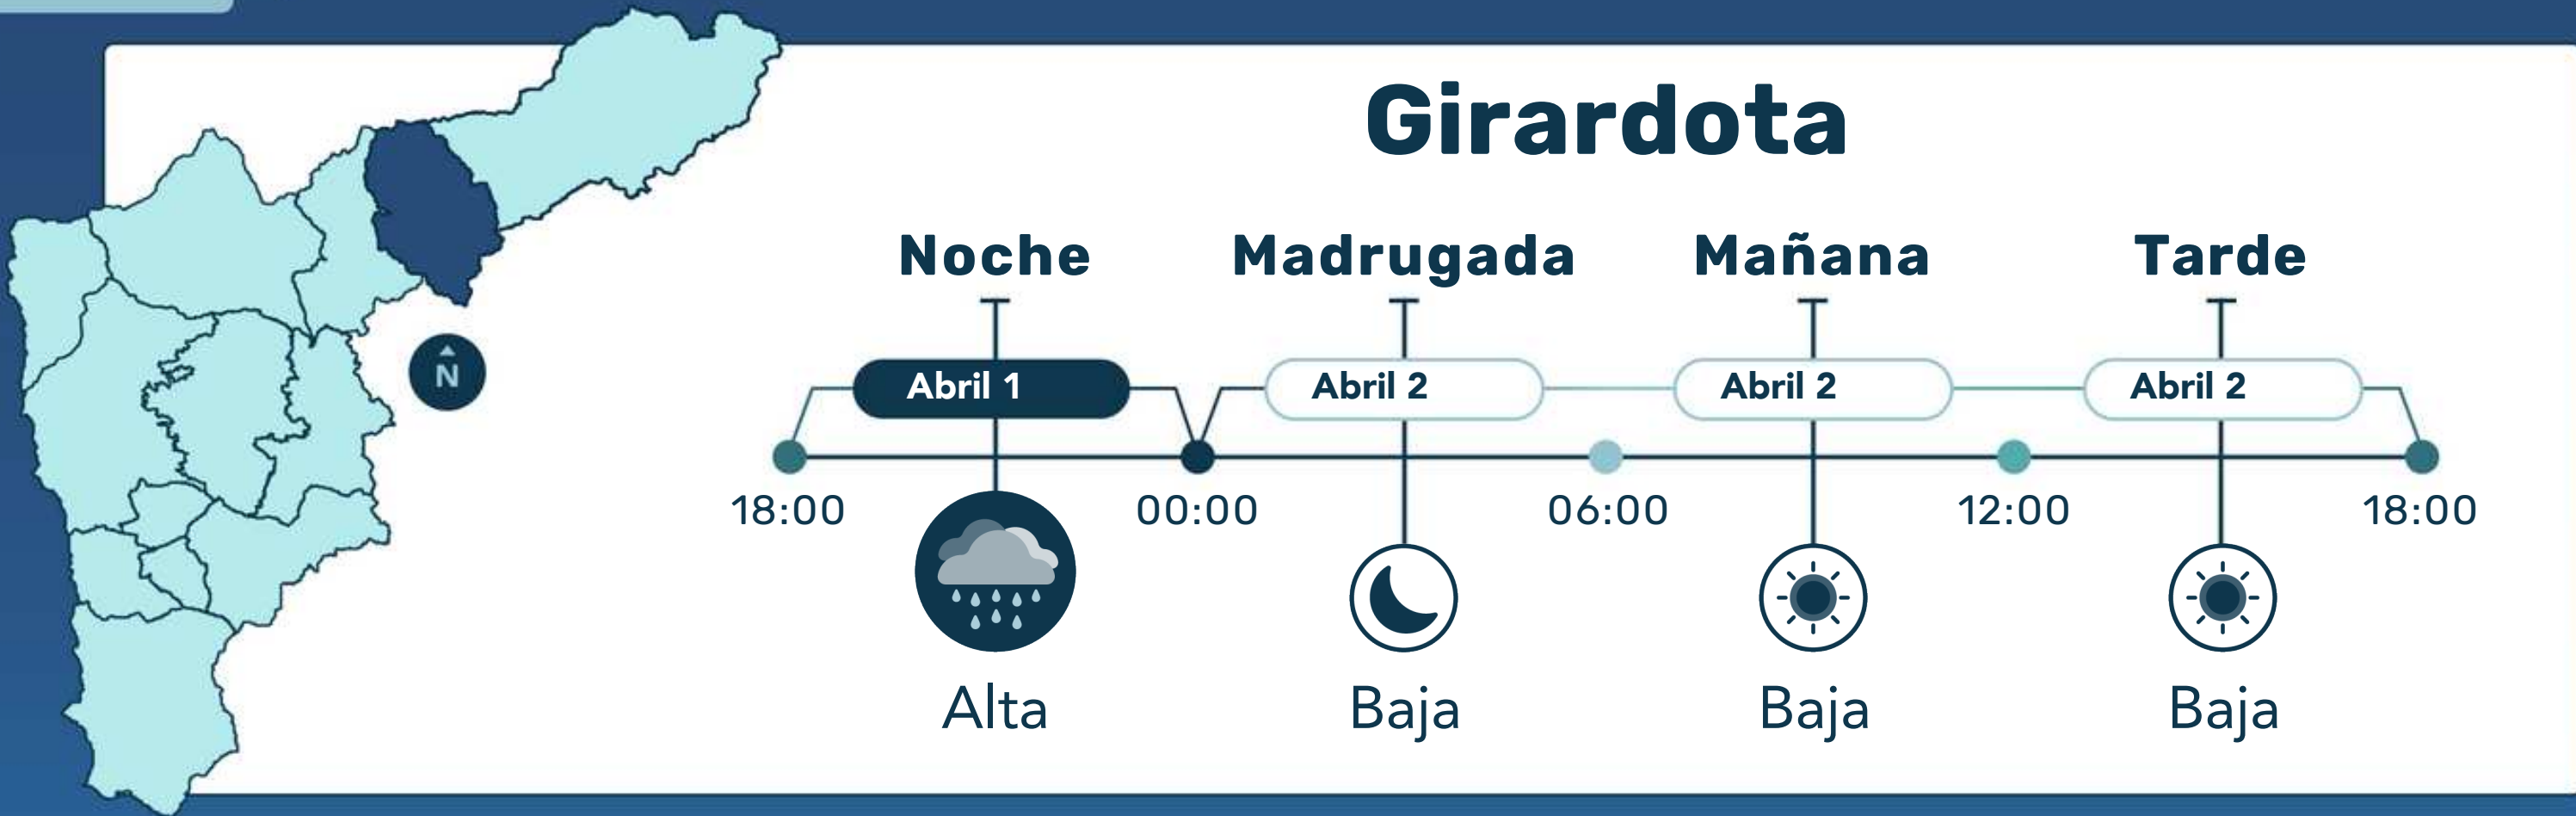 Girardota
Noche
Madrugada
Mañana
Tarde
Abril 1
Abril 2
Abril 2
Abril 2
N
18:00
00:00
06:00
12:00
18:00
Alta
Baja
Baja
Baja